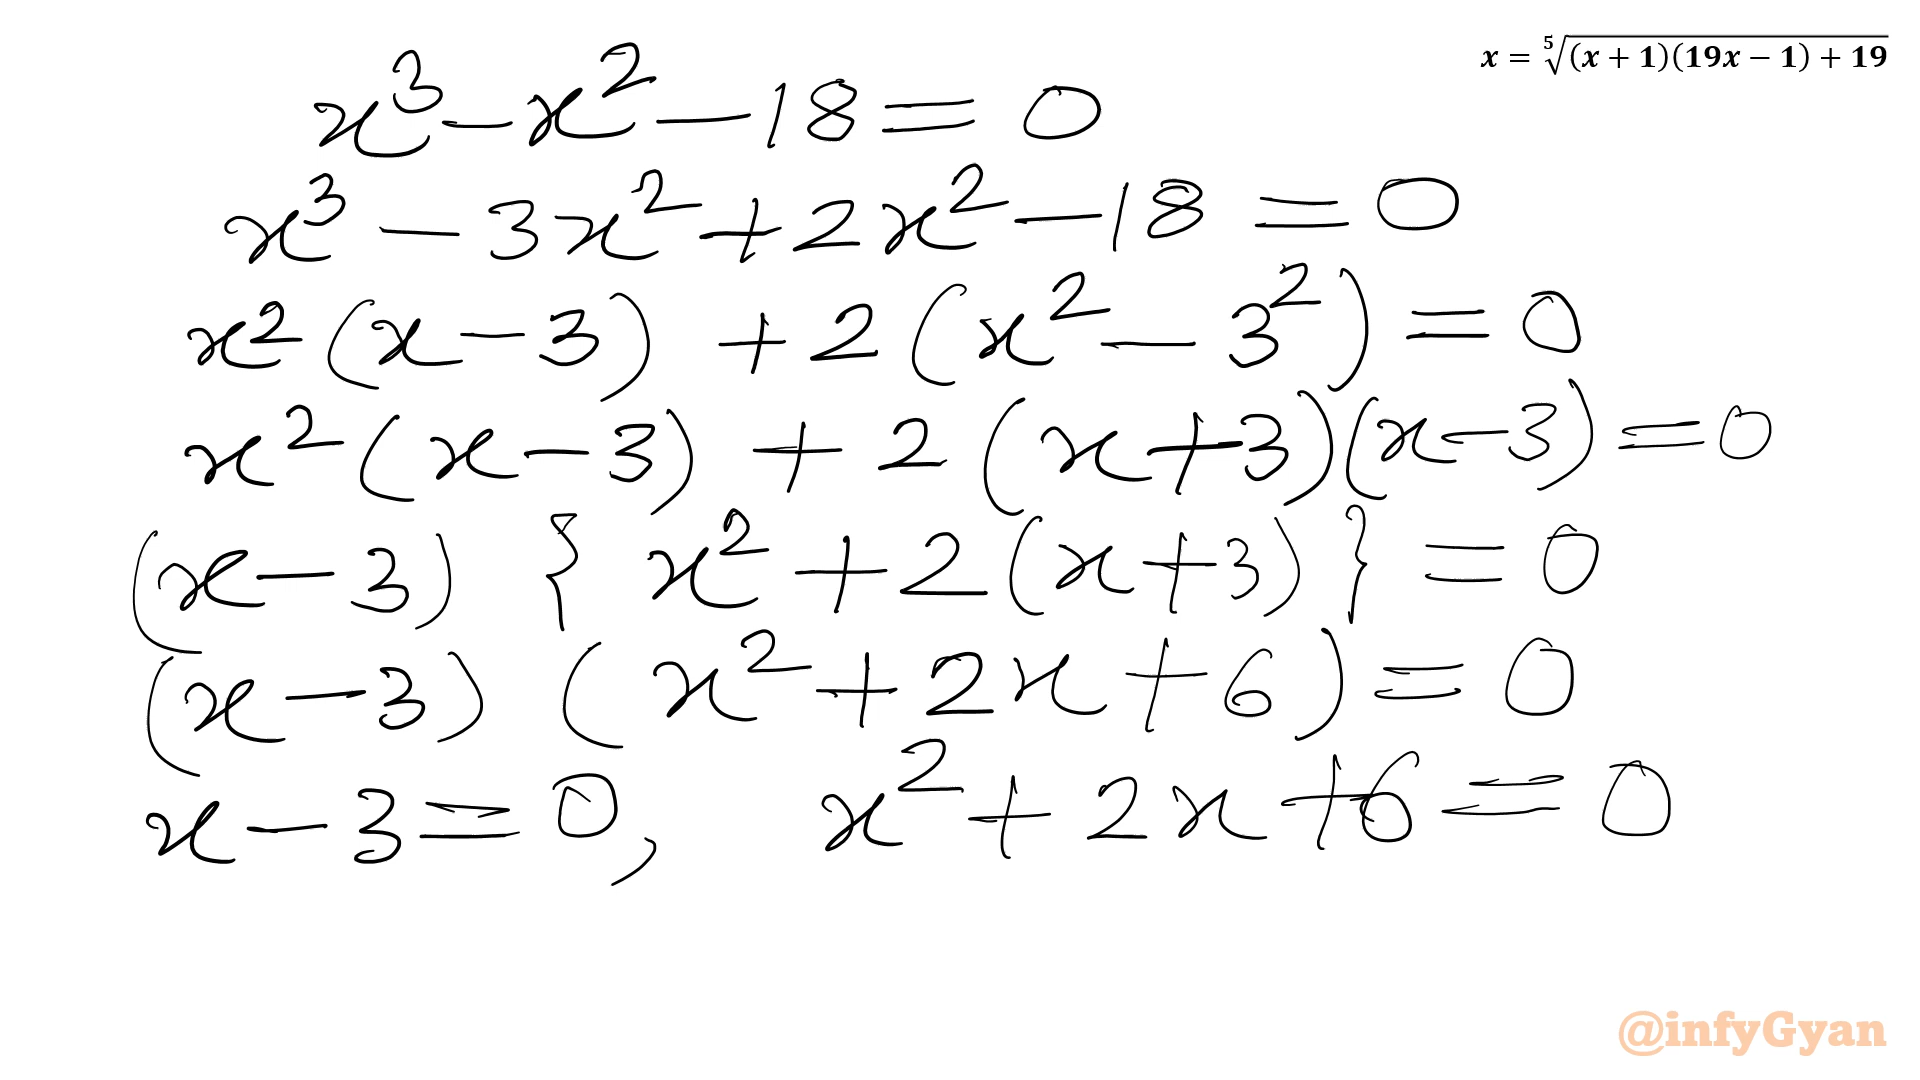 x = ⁵√((x + 1)(19x − 1) + 19)
x³ − x² − 18 = 0
x³ − 3x² + 2x² − 18 = 0
x²(x − 3) + 2(x² − 3²) = 0
x²(x − 3) + 2(x + 3)(x − 3) = 0
(x − 3) { x² + 2(x + 3) } = 0
(x − 3) (x² + 2x + 6) = 0
x − 3 = 0, x² + 2x + 6 = 0
@infyGyan